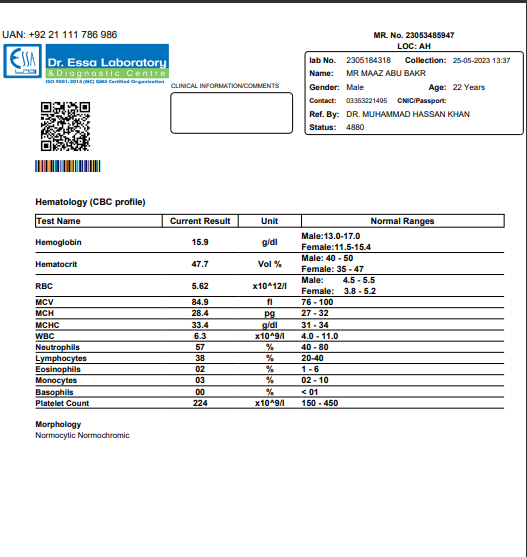 UAN: +92 21 111 786 986
MR. No. 23053485947
LOC: AH
ESSA
Dr. Essa Laboratory
& Diagnostic Centre
ISO 9001:2015 (MC) QMS Certified Organization
CLINICAL INFORMATION/COMMENTS
lab No. 2305184318 Collection: 25-05-2023 13:37
Name: MR MAAZ ABU BAKR
Gender: Male Age: 22 Years
Contact: 03353221495 CNIC/Passport:
Ref. By: DR. MUHAMMAD HASSAN KHAN
Status: 4880
Hematology (CBC profile)
Test Name Current Result Unit Normal Ranges
Hemoglobin 15.9 g/dl Male:13.0-17.0
Female:11.5-15.4
Hematocrit 47.7 Vol % Male: 40 - 50
Female: 35 - 47
RBC 5.62 x10^12/l Male: 4.5 - 5.5
Female: 3.8 - 5.2
MCV 84.9 fl 76 - 100
MCH 28.4 pg 27 - 32
MCHC 33.4 g/dl 31 - 34
WBC 6.3 x10^9/l 4.0 - 11.0
Neutrophils 57 % 40 - 80
Lymphocytes 38 % 20-40
Eosinophils 02 % 1 - 6
Monocytes 03 % 02 - 10
Basophils 00 % < 01
Platelet Count 224 x10^9/l 150 - 450
Morphology
Normocytic Normochromic